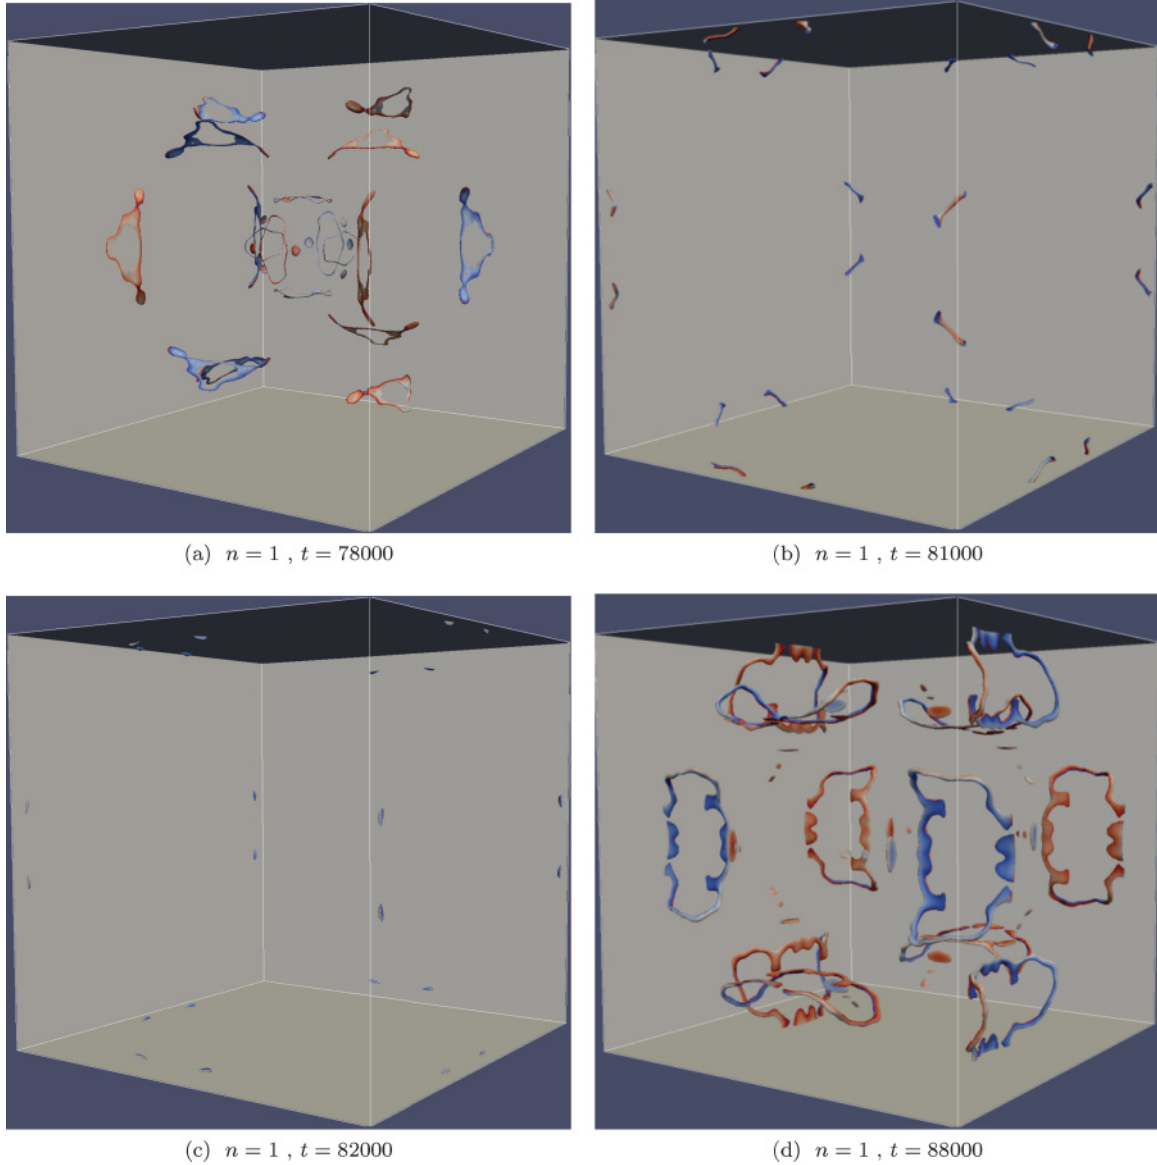 (a) n = 1 , t = 78000
(b) n = 1 , t = 81000
(c) n = 1 , t = 82000
(d) n = 1 , t = 88000